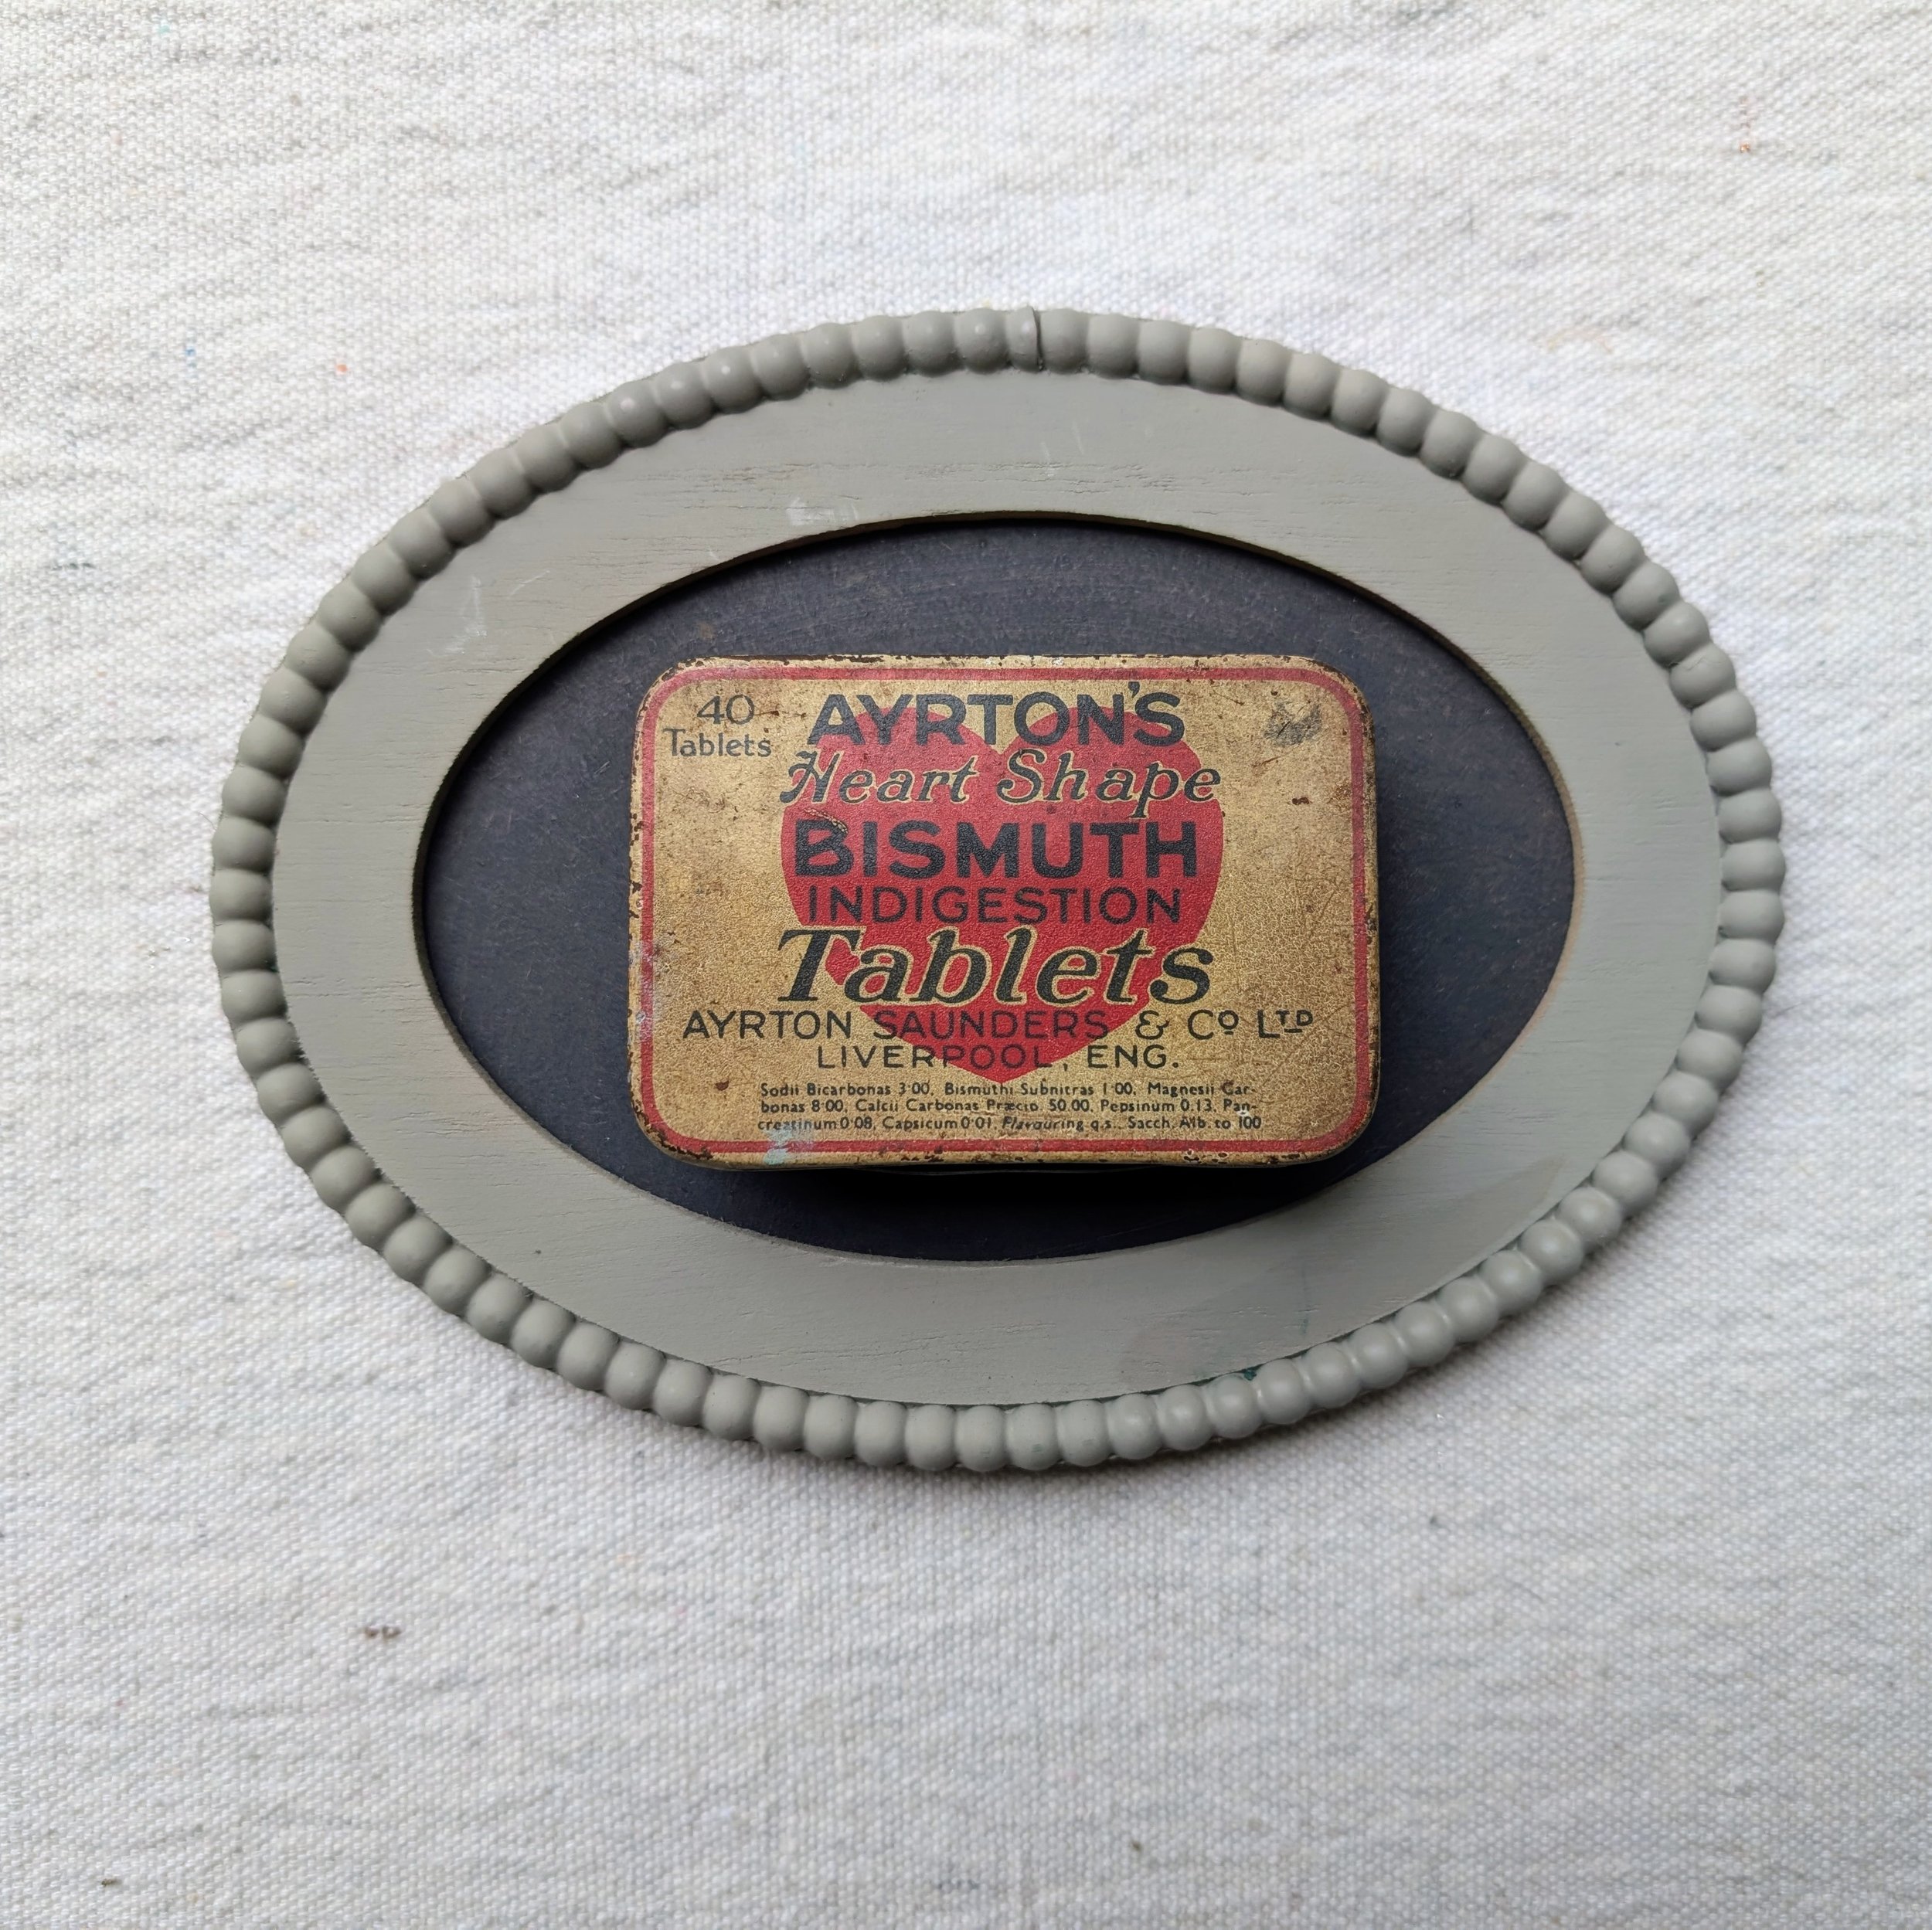 40
Tablets
AYRTON'S
Heart Shape
BISMUTH
INDIGESTION
Tablets
AYRTON SAUNDERS & Co LTD
LIVERPOOL, ENG.
Sodii Bicarbonas 3·00, Bismuthi Subnitras 1·00, Magnesii Car-
bonas 8·00, Calcii Carbonas Præcip. 50.00, Pepsinum 0.13, Pan-
creatinum 0·08, Capsicum 0·01, Flavouring q.s., Sacch. Alb. to 100